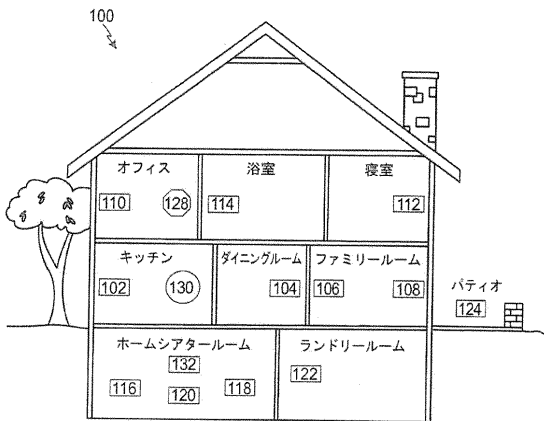 100
オフィス 浴室 寝室
110 128 114 112
キッチン ダイニングルーム ファミリールーム
102 130 104 106 108
パティオ
124
ホームシアタールーム ランドリールーム
132
116 120 118 122